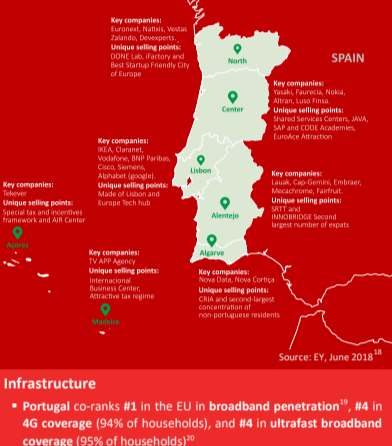 Key companies:
Euronext, Natixis, Vestas
Zalando, Devexperts.
Unique selling points:
DONE Lab, iFactory and
Best Startup Friendly City
of Europe
North
SPAIN
Key companies:
Yasaki, Faurecia, Nokia,
Altran, Luso Finsa.
Unique selling points:
Shared Services Centers, JAVA,
SAP and CODE Academies,
EuroAce Attraction
Center
Key companies:
IKEA, Claranet,
Vodafone, BNP Paribas,
Cisco, Siemens,
Alphabet (google).
Unique selling points:
Made of Lisbon and
Europe Tech hub
Lisbon
Key companies:
Lauak, Cap-Gemini, Embraer,
Mecachrome, Fairfruit.
Unique selling points:
SRTT and
INNOBRIDGE Second
largest number of expats
Alentejo
Key companies:
Tekever
Unique selling points:
Special tax and incentives
framework and AIR Center
Açores
Key companies:
TV APP Agency
Unique selling points:
Internacional
Business Center,
Attractive tax regime
Madeira
Algarve
Key companies:
Nova Data, Nova Cortiça
Unique selling points:
CRIA and second-largest
concentration of
non-portuguese residents
Source: EY, June 2018 18
Infrastructure
▪ Portugal co-ranks #1 in the EU in broadband penetration19, #4 in
4G coverage (94% of households), and #4 in ultrafast broadband
coverage (95% of households)20